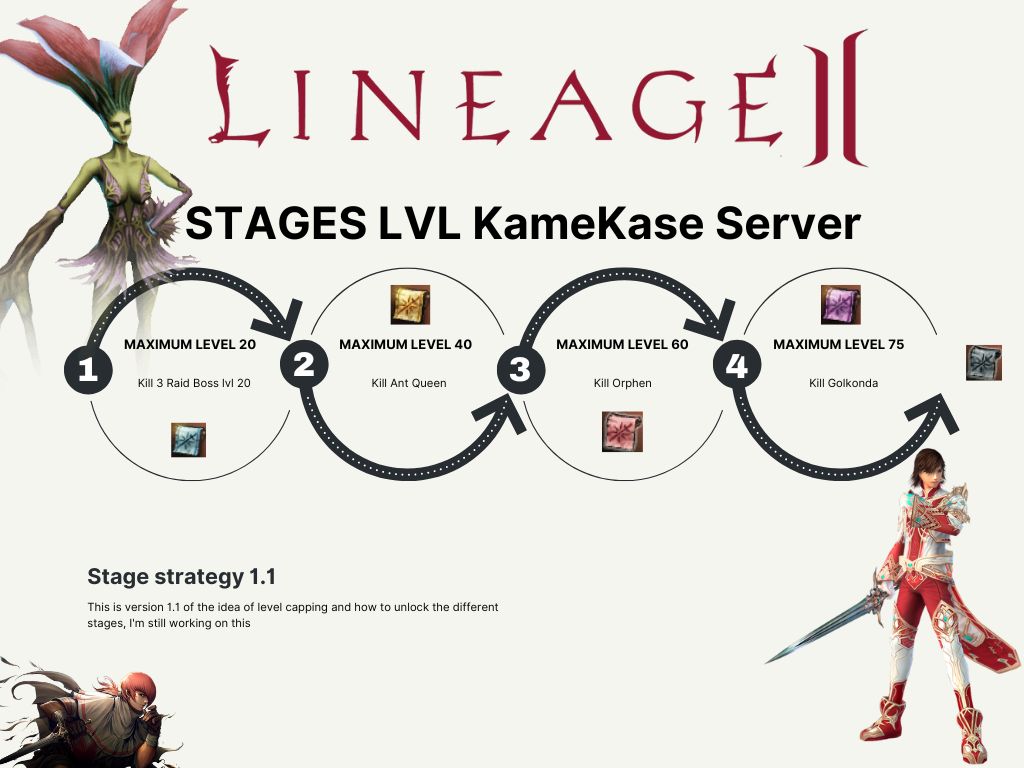 LINEAGE II
STAGES LVL KameKase Server
1
MAXIMUM LEVEL 20
Kill 3 Raid Boss lvl 20
2
MAXIMUM LEVEL 40
Kill Ant Queen
3
MAXIMUM LEVEL 60
Kill Orphen
4
MAXIMUM LEVEL 75
Kill Golkonda
Stage strategy 1.1
This is version 1.1 of the idea of level capping and how to unlock the different
stages, I'm still working on this